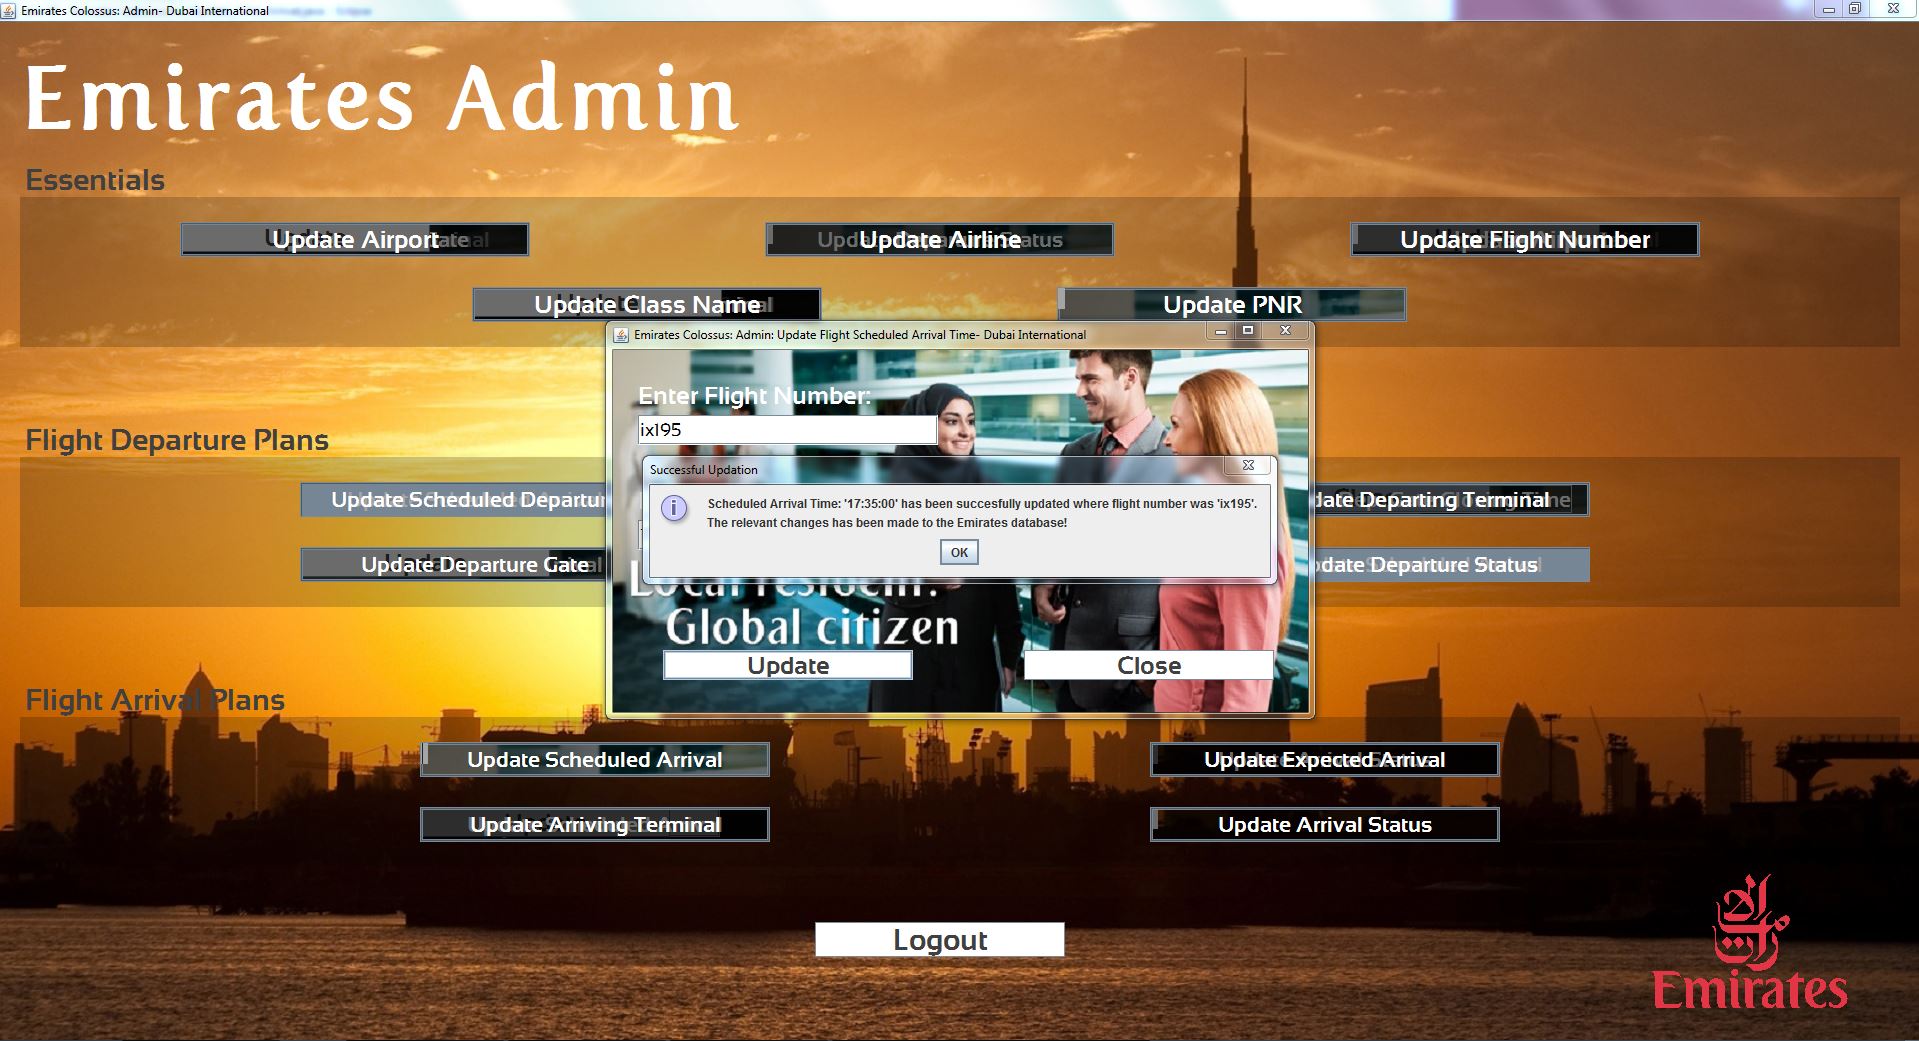 Emirates Colossus: Admin- Dubai International
Emirates Admin
Essentials
Update Airport
Update Airline
Update Flight Number
Update Class Name
Update PNR
Emirates Colossus: Admin: Update Flight Scheduled Arrival Time- Dubai International
Enter Flight Number:
ix195
Flight Departure Plans
Successful Updation
Update Scheduled Departur
Scheduled Arrival Time: '17:35:00' has been succesfully updated where flight number was 'ix195'.
The relevant changes has been made to the Emirates database!
date Departing Terminal
OK
Update Departure Gate
date Departure Status
Local resident.
Global citizen
Update
Close
Flight Arrival Plans
Update Scheduled Arrival
Update Expected Arrival
Update Arriving Terminal
Update Arrival Status
Logout
Emirates